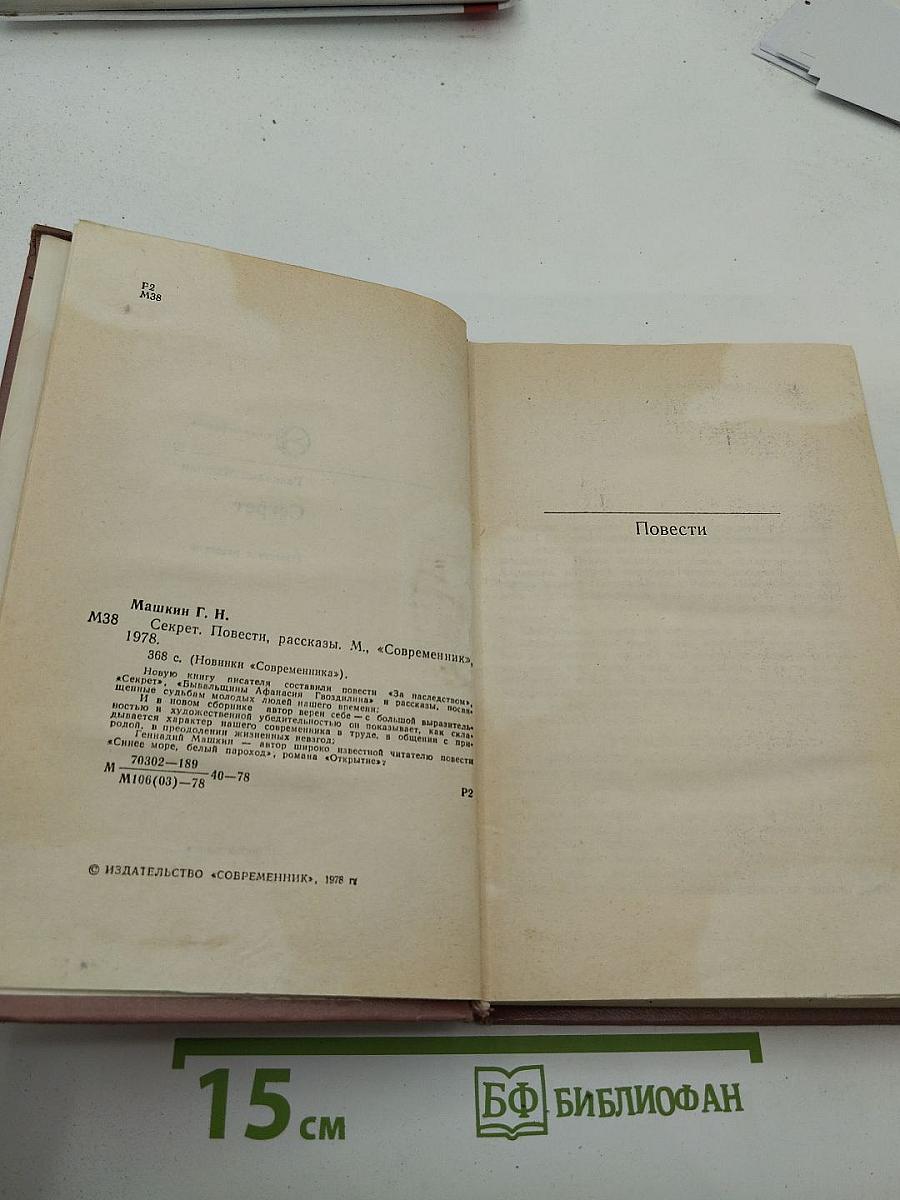 Р2
М38
Машкин Г. Н.
М38 Секрет. Повести, рассказы. М., «Современник»,
1978.
368 с. (Новинки «Современника»).
Новую книгу писателя составили повести «За наследством»,
«Секрет», «Бывальщины Афанасия Гвоздилина» и рассказы, посвя-
щенные судьбам молодых людей нашего времени.
И в новом сборнике автор верен себе — с большой выразитель-
ностью и художественной убедительностью он показывает, как скла-
дывается характер нашего современника в труде, в общении с при-
родой, в преодолении жизненных невзгод.
Геннадий Машкин — автор широко известной читателю повести
«Синее море, белый пароход», романа «Открытие».
70302—189
М 40—78
М106(03)—78
Р2
© ИЗДАТЕЛЬСТВО «СОВРЕМЕННИК», 1978 г.
Повести
15 см
БФ БИБЛИОФАН